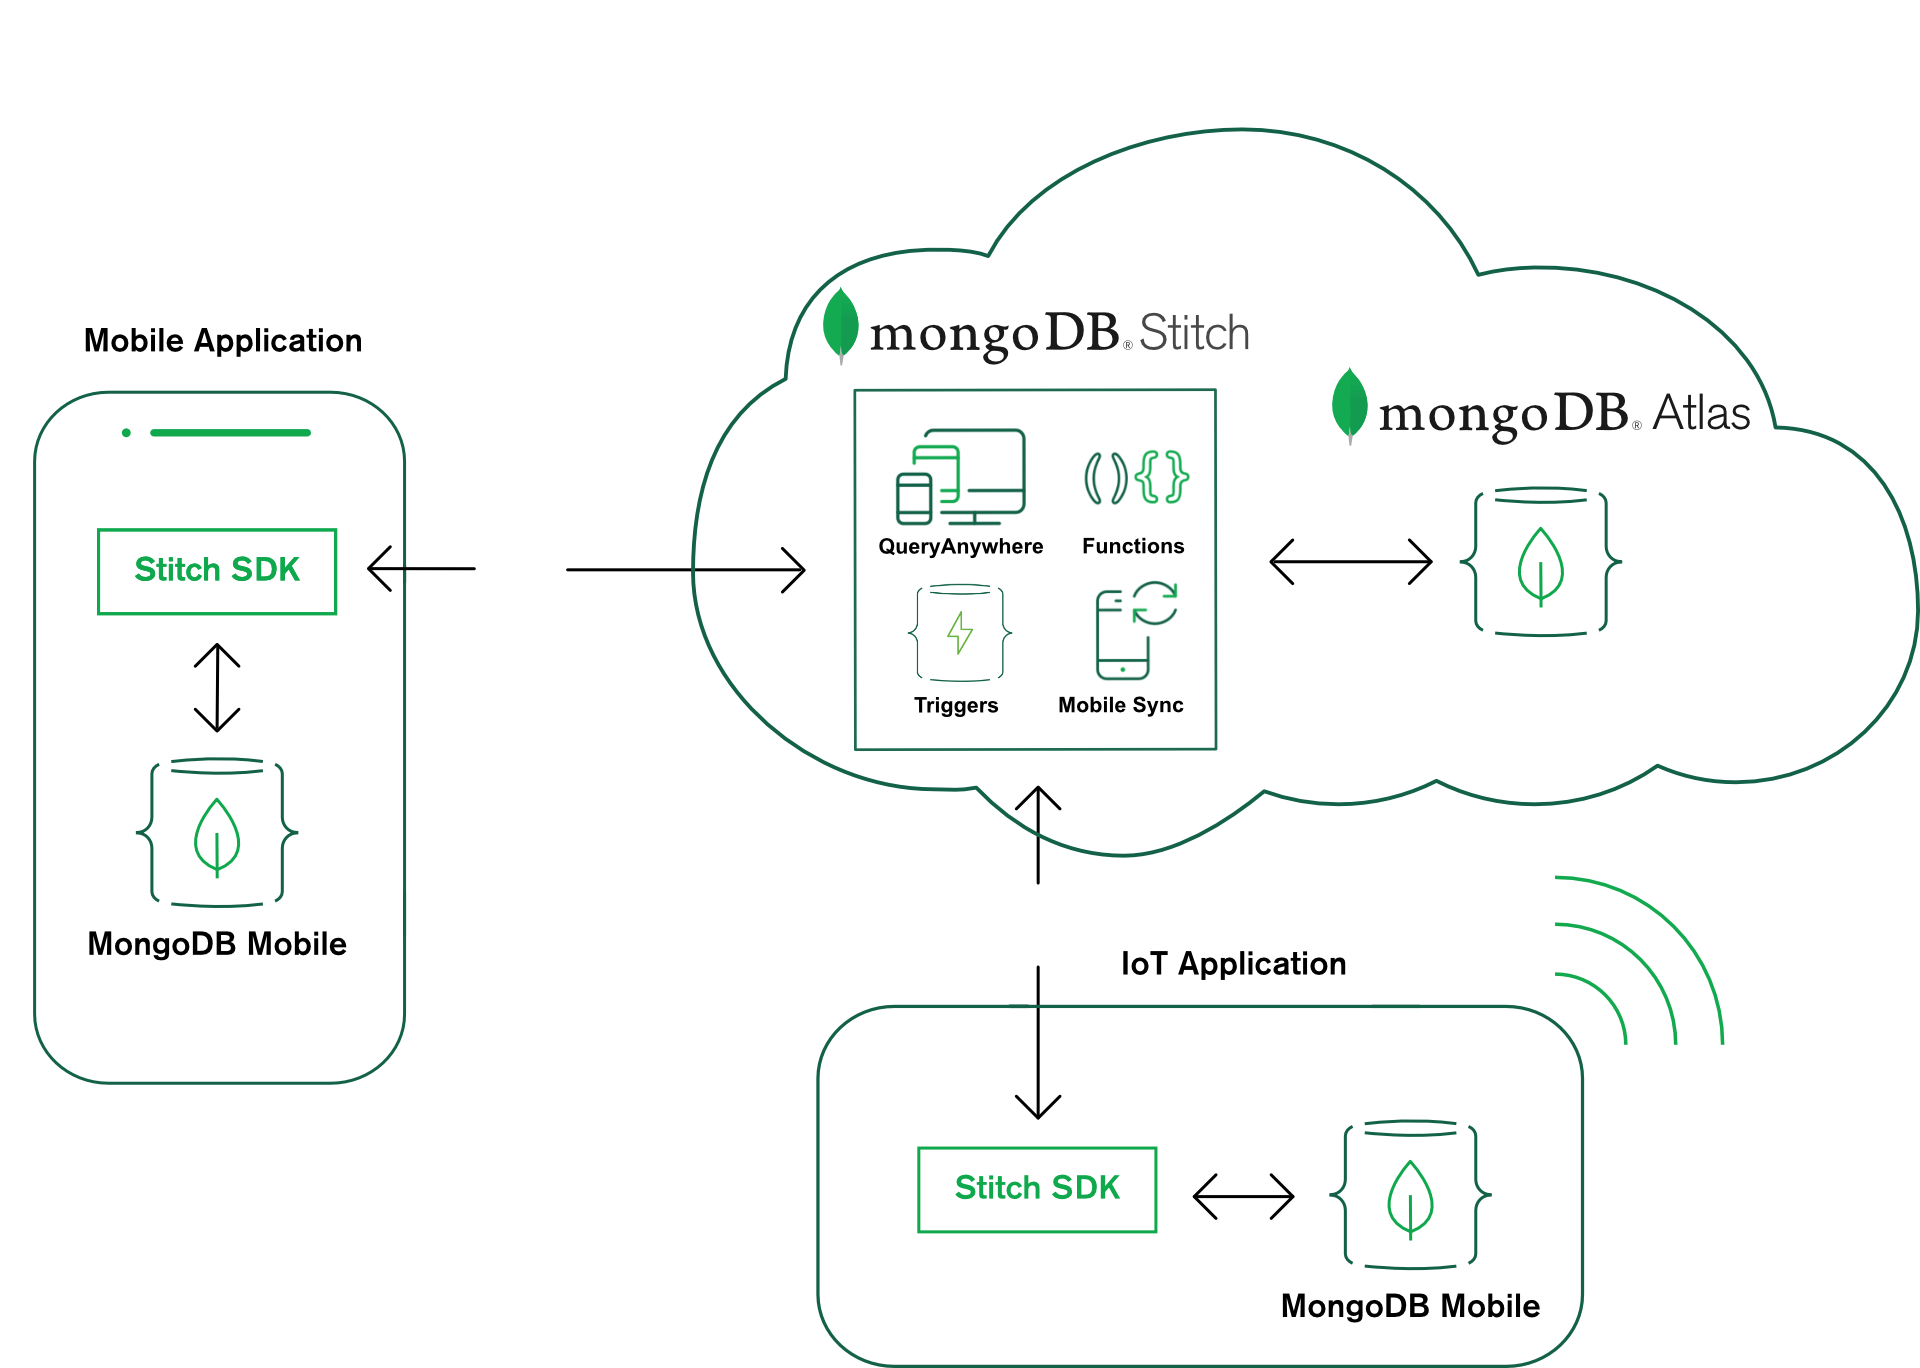 mongoDB® Stitch
Mobile Application
mongoDB® Atlas
QueryAnywhere
Functions
Stitch SDK
Triggers
Mobile Sync
MongoDB Mobile
IoT Application
Stitch SDK
MongoDB Mobile